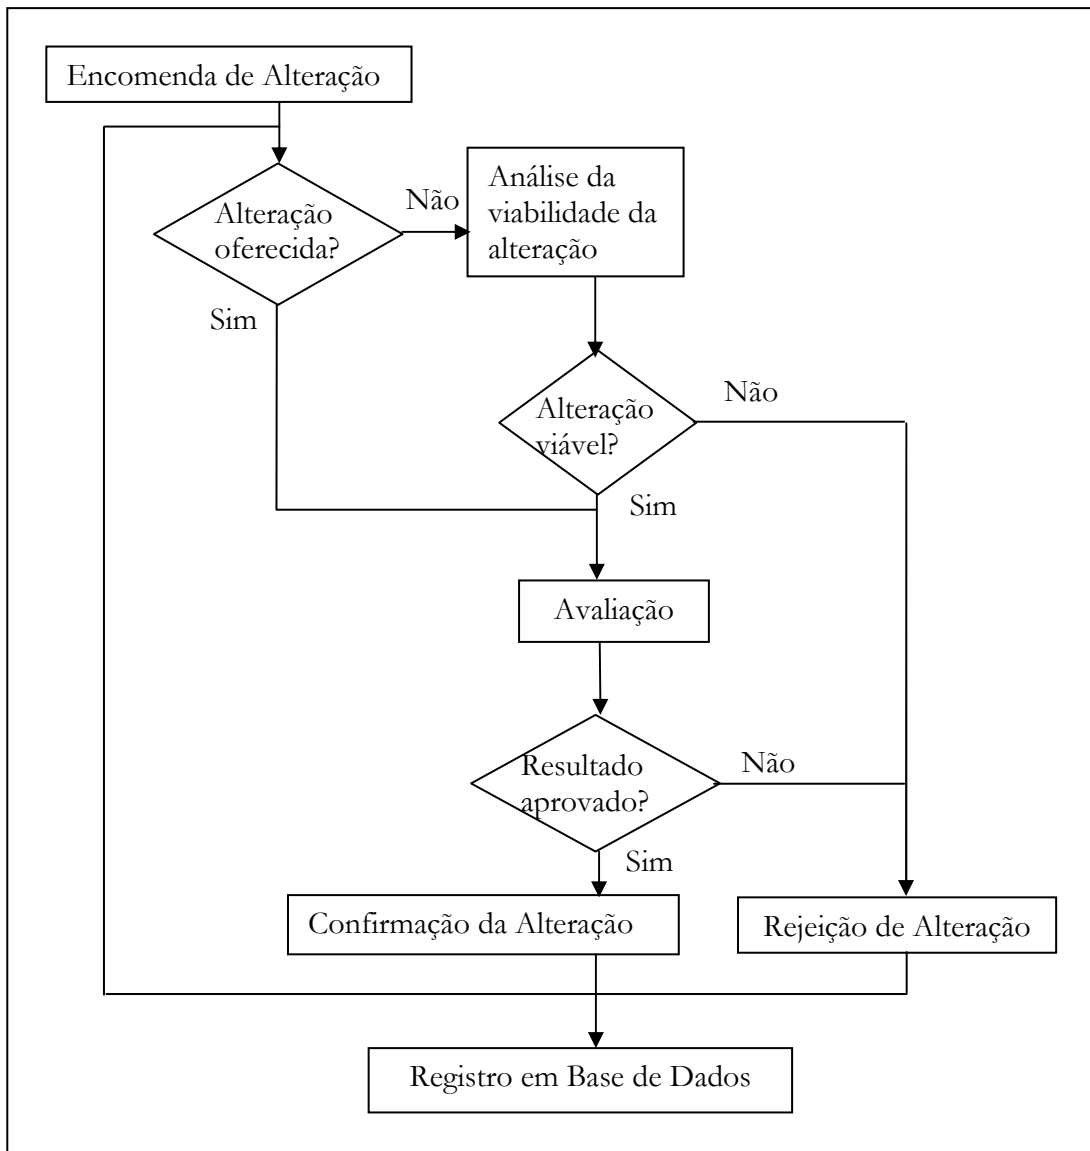 Encomenda de Alteração
Alteração
oferecida?
Não
Análise da
viabilidade da
alteração
Sim
Alteração
viável?
Não
Sim
Avaliação
Resultado
aprovado?
Não
Sim
Confirmação da Alteração
Rejeição de Alteração
Registro em Base de Dados